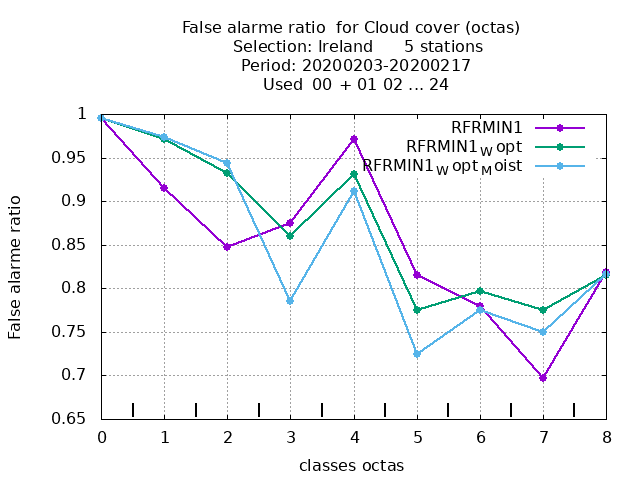 False alarme ratio  for Cloud cover (octas)
Selection: Ireland      5 stations
Period: 20200203-20200217
Used  00 + 01 02 ... 24
RFRMIN1
RFRMIN1Wopt
RFRMIN1WoptMoist
1
0.95
0.9
0.85
0.8
0.75
0.7
0.65
False alarme ratio
0 1 2 3 4 5 6 7 8
classes octas